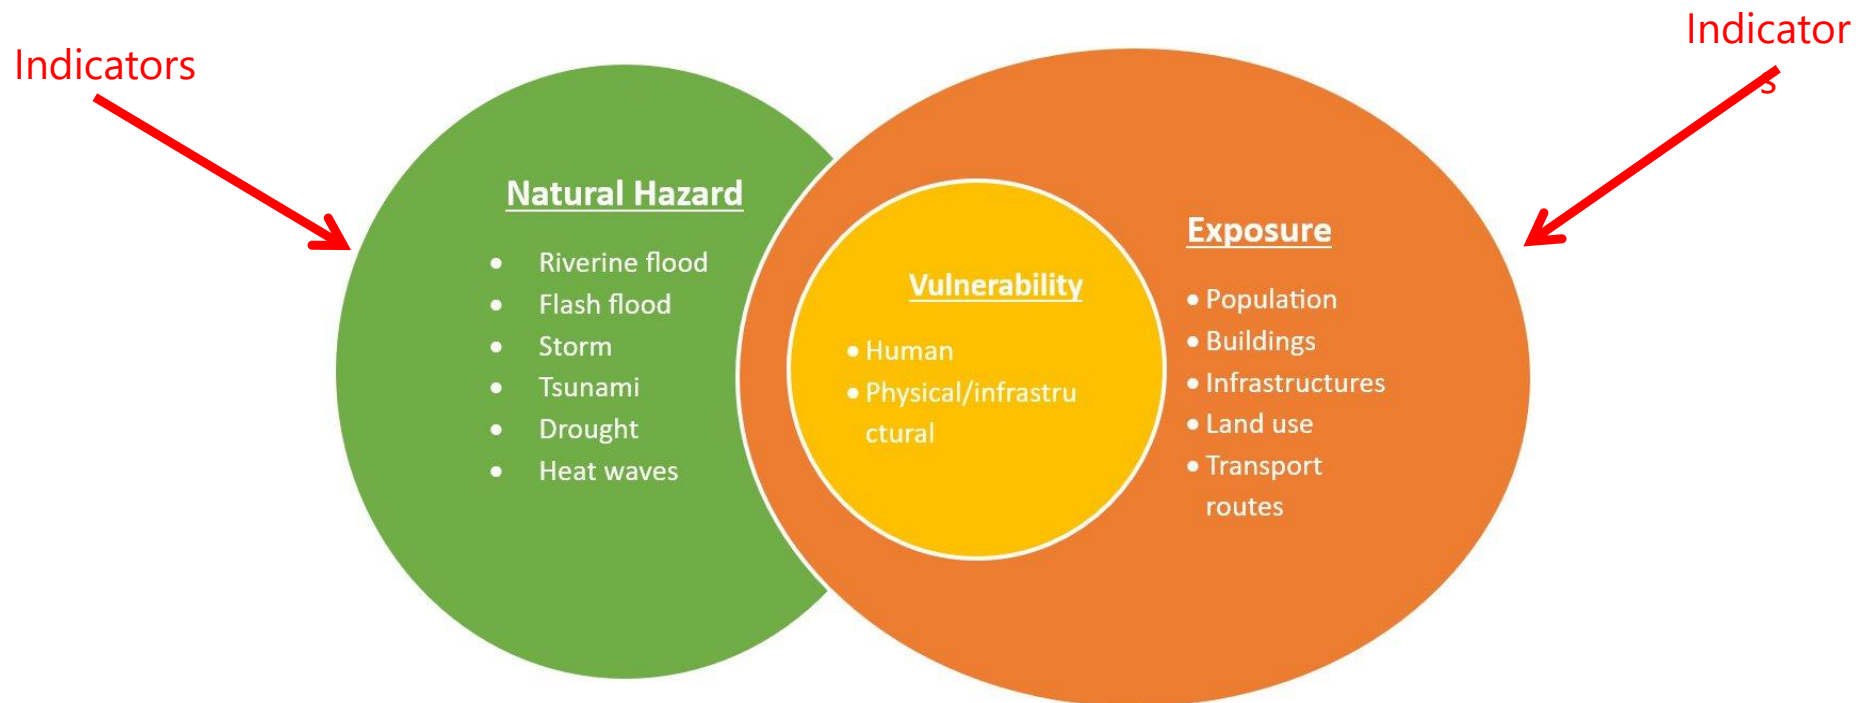 Indicators
Indicator
s
Natural Hazard
• Riverine flood
• Flash flood
• Storm
• Tsunami
• Drought
• Heat waves
Vulnerability
• Human
• Physical/infrastru
ctural
Exposure
• Population
• Buildings
• Infrastructures
• Land use
• Transport
routes